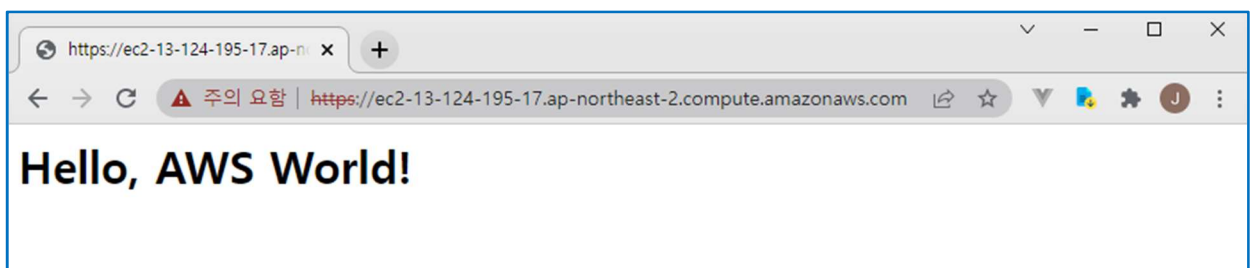 https://ec2-13-124-195-17.ap-n
주의 요함 | https://ec2-13-124-195-17.ap-northeast-2.compute.amazonaws.com
J
Hello, AWS World!